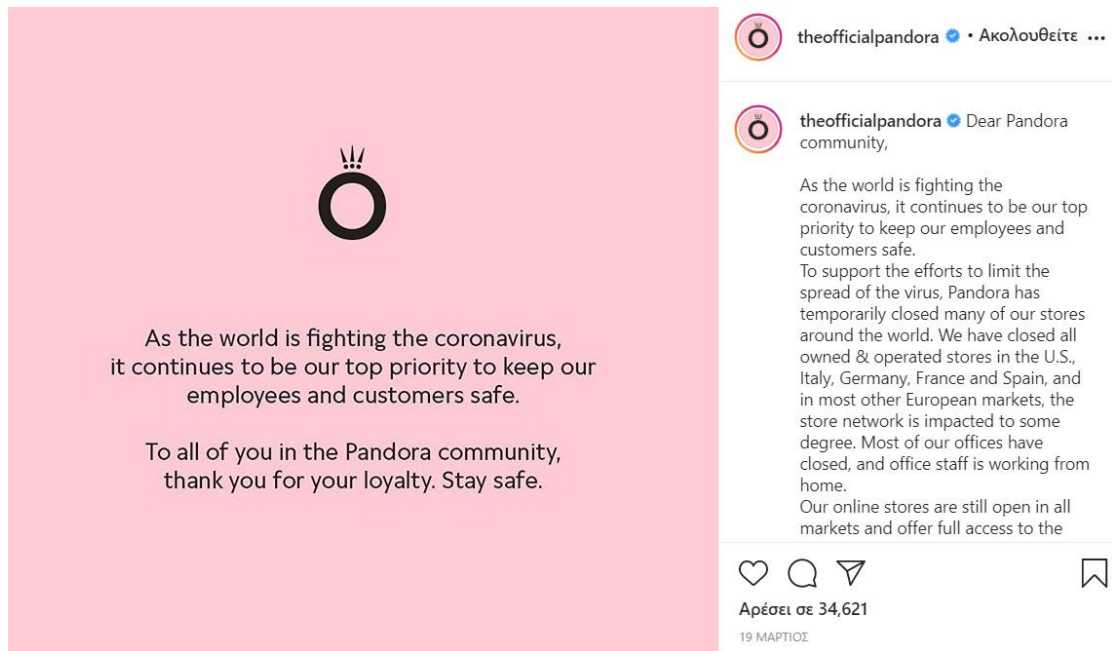 As the world is fighting the coronavirus,
it continues to be our top priority to keep our
employees and customers safe.
To all of you in the Pandora community,
thank you for your loyalty. Stay safe.
theofficialpandora • Ακολουθείτε ...
theofficialpandora Dear Pandora
community,
As the world is fighting the
coronavirus, it continues to be our top
priority to keep our employees and
customers safe.
To support the efforts to limit the
spread of the virus, Pandora has
temporarily closed many of our stores
around the world. We have closed all
owned & operated stores in the U.S.,
Italy, Germany, France and Spain, and
in most other European markets, the
store network is impacted to some
degree. Most of our offices have
closed, and office staff is working from
home.
Our online stores are still open in all
markets and offer full access to the
Αρέσει σε 34,621
19 ΜΑΡΤΙΟΣ